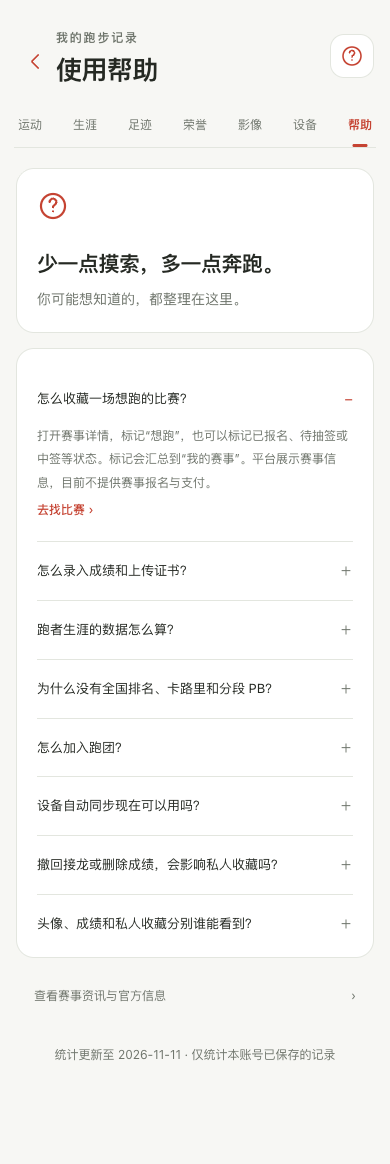 我的跑步记录
使用帮助
运动 生涯 足迹 荣誉 影像 设备 帮助
少一点摸索，多一点奔跑。
你可能想知道的，都整理在这里。
怎么收藏一场想跑的比赛？ −
打开赛事详情，标记“想跑”，也可以标记已报名、待抽签或
中签等状态。标记会汇总到“我的赛事”。平台展示赛事信
息，目前不提供赛事报名与支付。
去找比赛 ›
怎么录入成绩和上传证书？ +
跑者生涯的数据怎么算？ +
为什么没有全国排名、卡路里和分段 PB？ +
怎么加入跑团？ +
设备自动同步现在可以用吗？ +
撤回接龙或删除成绩，会影响私人收藏吗？ +
头像、成绩和私人收藏分别谁能看到？ +
查看赛事资讯与官方信息 ›
统计更新至 2026-11-11 · 仅统计本账号已保存的记录